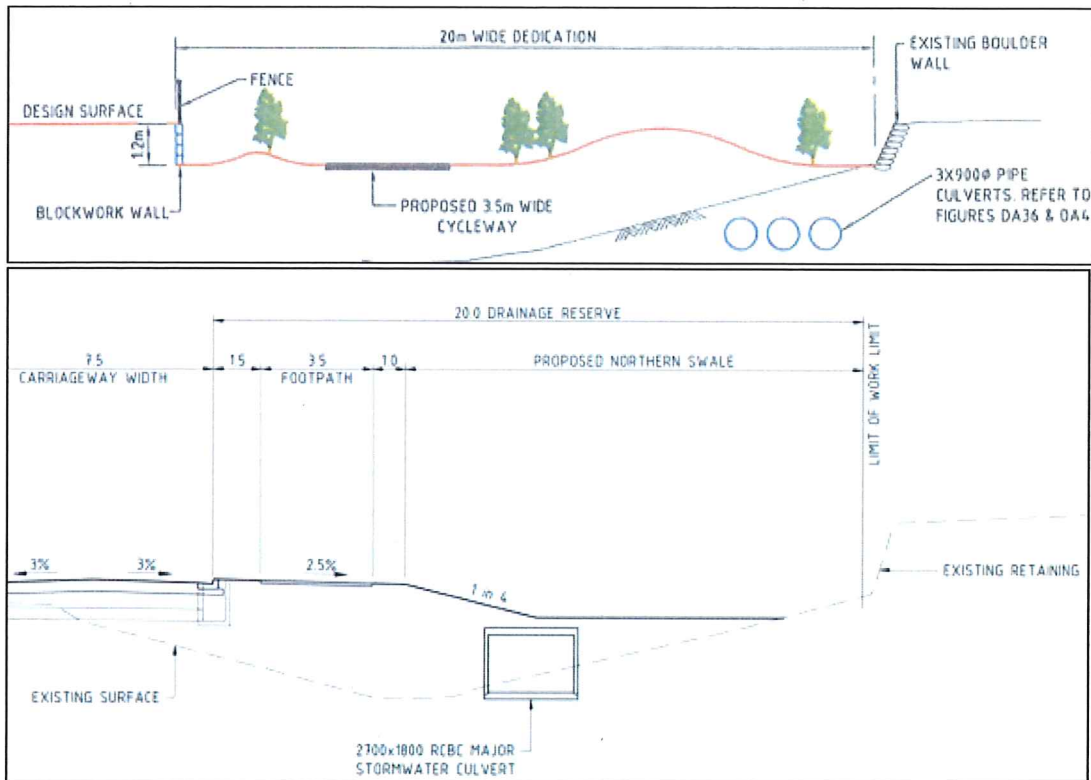 20m WIDE DEDICATION
EXISTING BOULDER
WALL
FENCE
DESIGN SURFACE
1.2m
BLOCKWORK WALL
PROPOSED 3.5m WIDE
CYCLEWAY
3X900ø PIPE
CULVERTS. REFER TO
FIGURES DA36 & 0A4
20.0 DRAINAGE RESERVE
7.5
CARRIAGEWAY WIDTH
1.5
3.5
FOOTPATH
1.0
PROPOSED NORTHERN SWALE
LIMIT OF WORK LIMIT
3%
3%
2.5%
1 in 4
EXISTING RETAINING
EXISTING SURFACE
2700x1800 RCBC MAJOR
STORMWATER CULVERT